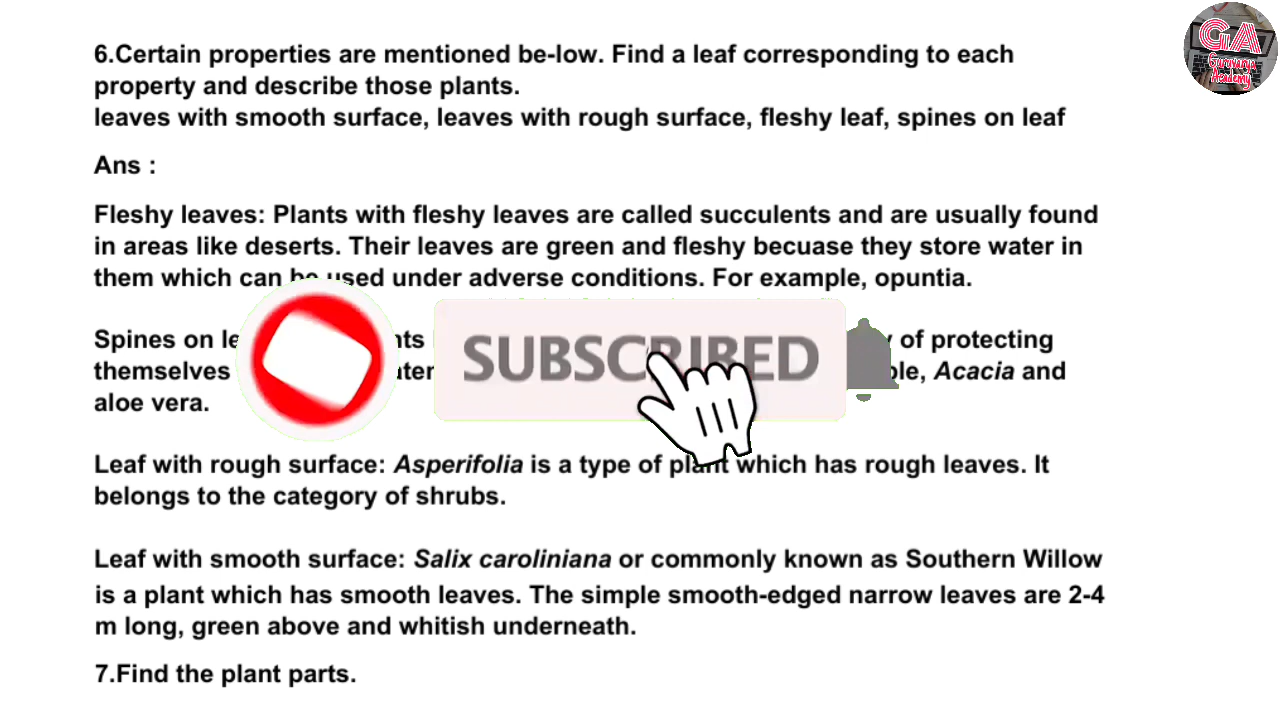 6.Certain properties are mentioned be-low. Find a leaf corresponding to each
property and describe those plants.
leaves with smooth surface, leaves with rough surface, fleshy leaf, spines on leaf
Ans :
Fleshy leaves: Plants with fleshy leaves are called succulents and are usually found
in areas like deserts. Their leaves are green and fleshy becuase they store water in
them which can be used under adverse conditions. For example, opuntia.
Spines on of protecting
themselves Acacia and
aloe vera.
SUBSCRIBED
Leaf with rough surface: Asperifolia is a type of plant which has rough leaves. It
belongs to the category of shrubs.
Leaf with smooth surface: Salix caroliniana or commonly known as Southern Willow
is a plant which has smooth leaves. The simple smooth-edged narrow leaves are 2-4
m long, green above and whitish underneath.
7.Find the plant parts.
GA
Academy